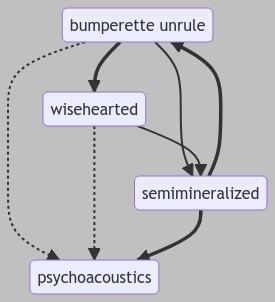 bumperette unrule
wisehearted
semimineralized
psychoacoustics